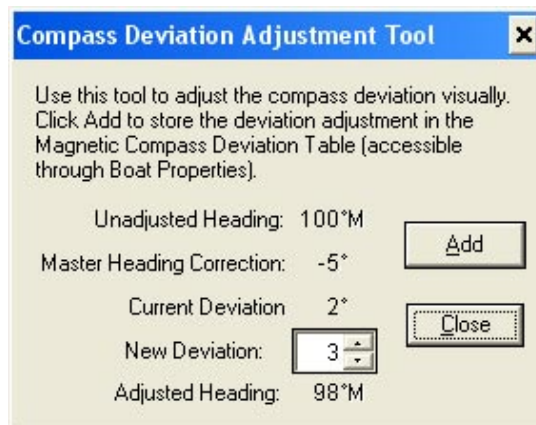 Compass Deviation Adjustment Tool
Use this tool to adjust the compass deviation visually.
Click Add to store the deviation adjustment in the
Magnetic Compass Deviation Table (accessible
through Boat Properties).
Unadjusted Heading: 100°M
Master Heading Correction: -5°
Current Deviation 2°
New Deviation: 3
Adjusted Heading: 98°M
Add
Close